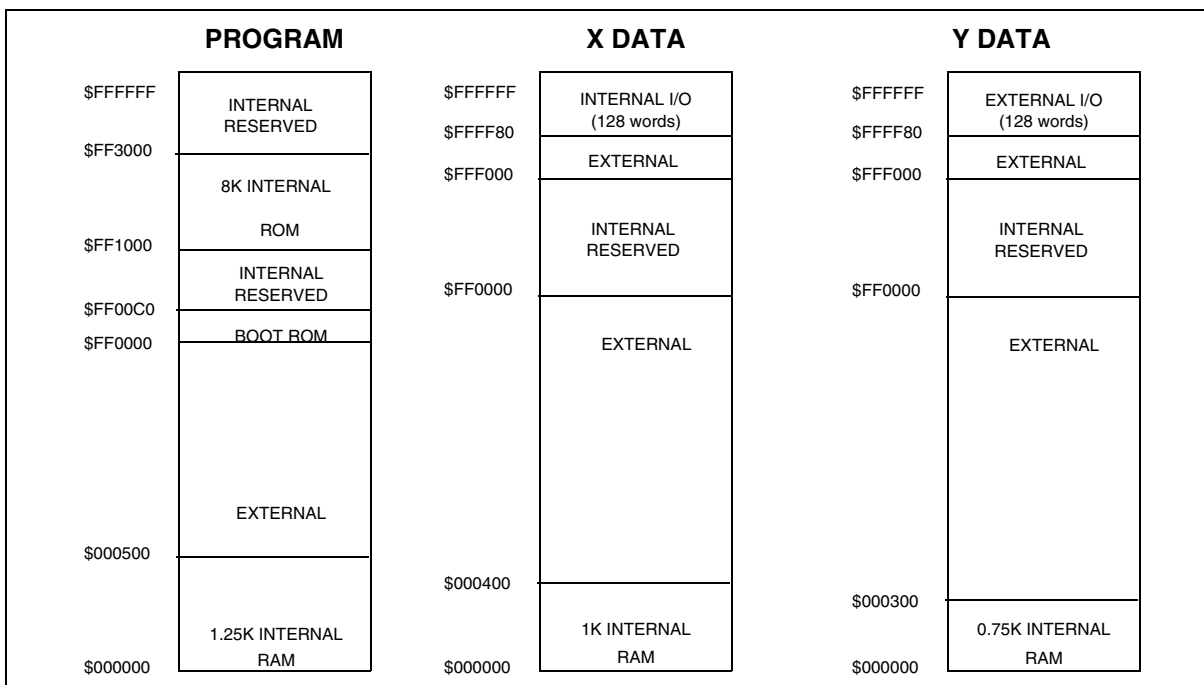 PROGRAM
$FFFFFF
INTERNAL
RESERVED
$FF3000
8K INTERNAL
ROM
$FF1000
INTERNAL
RESERVED
$FF00C0
BOOT ROM
$FF0000
EXTERNAL
$000500
1.25K INTERNAL
RAM
$000000
X DATA
$FFFFFF
INTERNAL I/O
(128 words)
$FFFF80
EXTERNAL
$FFF000
INTERNAL
RESERVED
$FF0000
EXTERNAL
$000400
1K INTERNAL
RAM
$000000
Y DATA
$FFFFFF
EXTERNAL I/O
(128 words)
$FFFF80
EXTERNAL
$FFF000
INTERNAL
RESERVED
$FF0000
EXTERNAL
$000300
0.75K INTERNAL
RAM
$000000